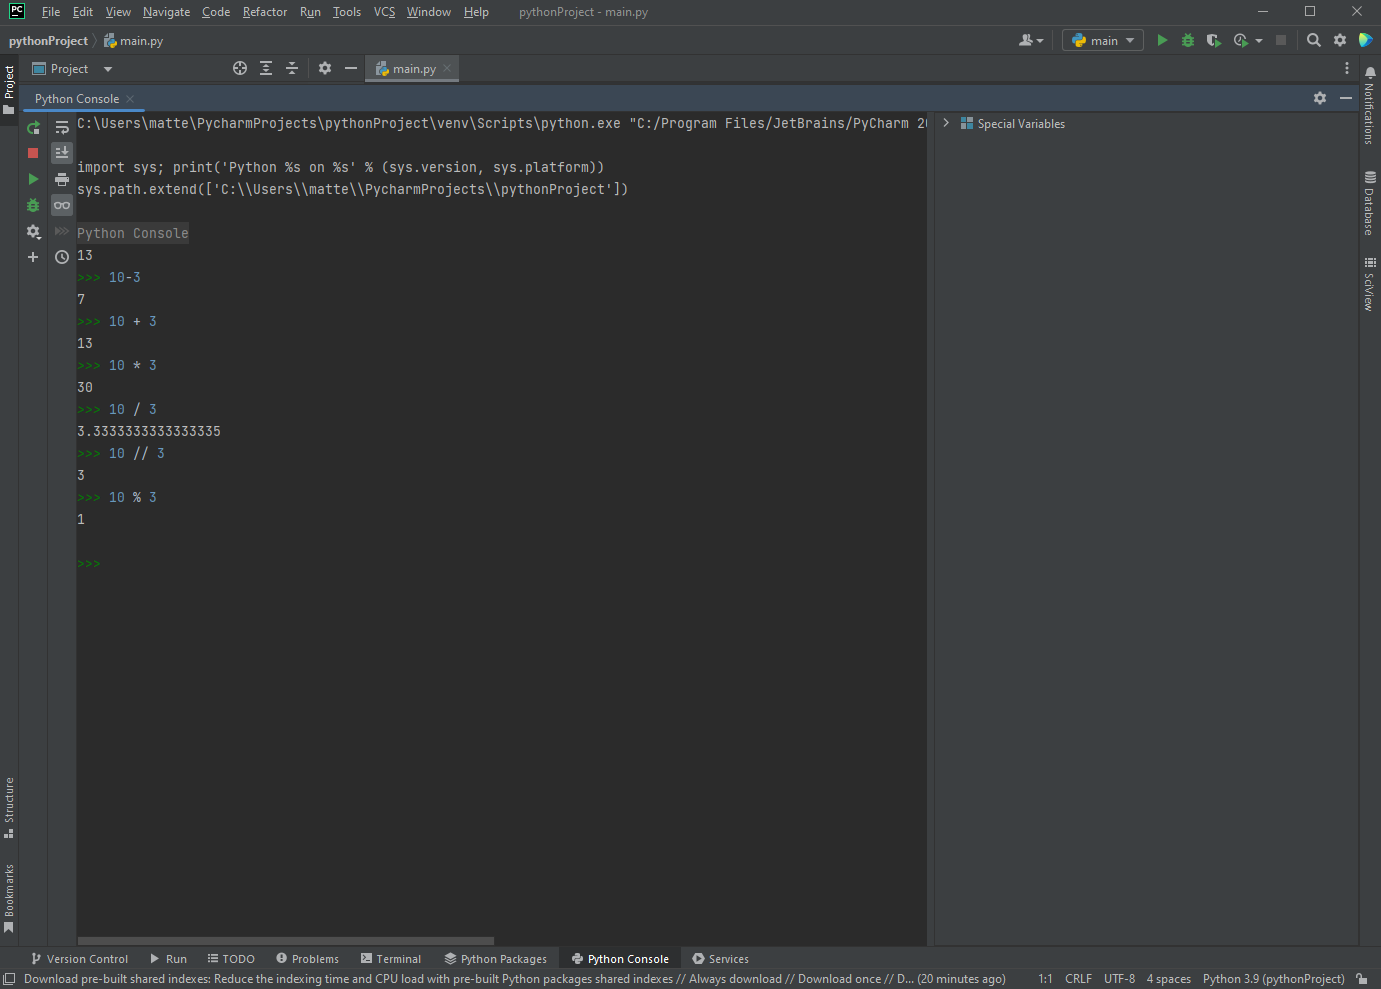 PC File Edit View Navigate Code Refactor Run Tools VCS Window Help pythonProject - main.py
pythonProject main.py main
Project main.py
Project
Python Console
C:\Users\matte\PycharmProjects\pythonProject\venv\Scripts\python.exe "C:/Program Files/JetBrains/PyCharm 20
import sys; print('Python %s on %s' % (sys.version, sys.platform))
sys.path.extend(['C:\\Users\\matte\\PycharmProjects\\pythonProject'])
Python Console
13
>>> 10-3
7
>>> 10 + 3
13
>>> 10 * 3
30
>>> 10 / 3
3.3333333333333335
>>> 10 // 3
3
>>> 10 % 3
1
>>>
Special Variables
Notifications
Database
SciView
Structure
Bookmarks
Version Control Run TODO Problems Terminal Python Packages Python Console Services
Download pre-built shared indexes: Reduce the indexing time and CPU load with pre-built Python packages shared indexes // Always download // Download once // D... (20 minutes ago) 1:1 CRLF UTF-8 4 spaces Python 3.9 (pythonProject)